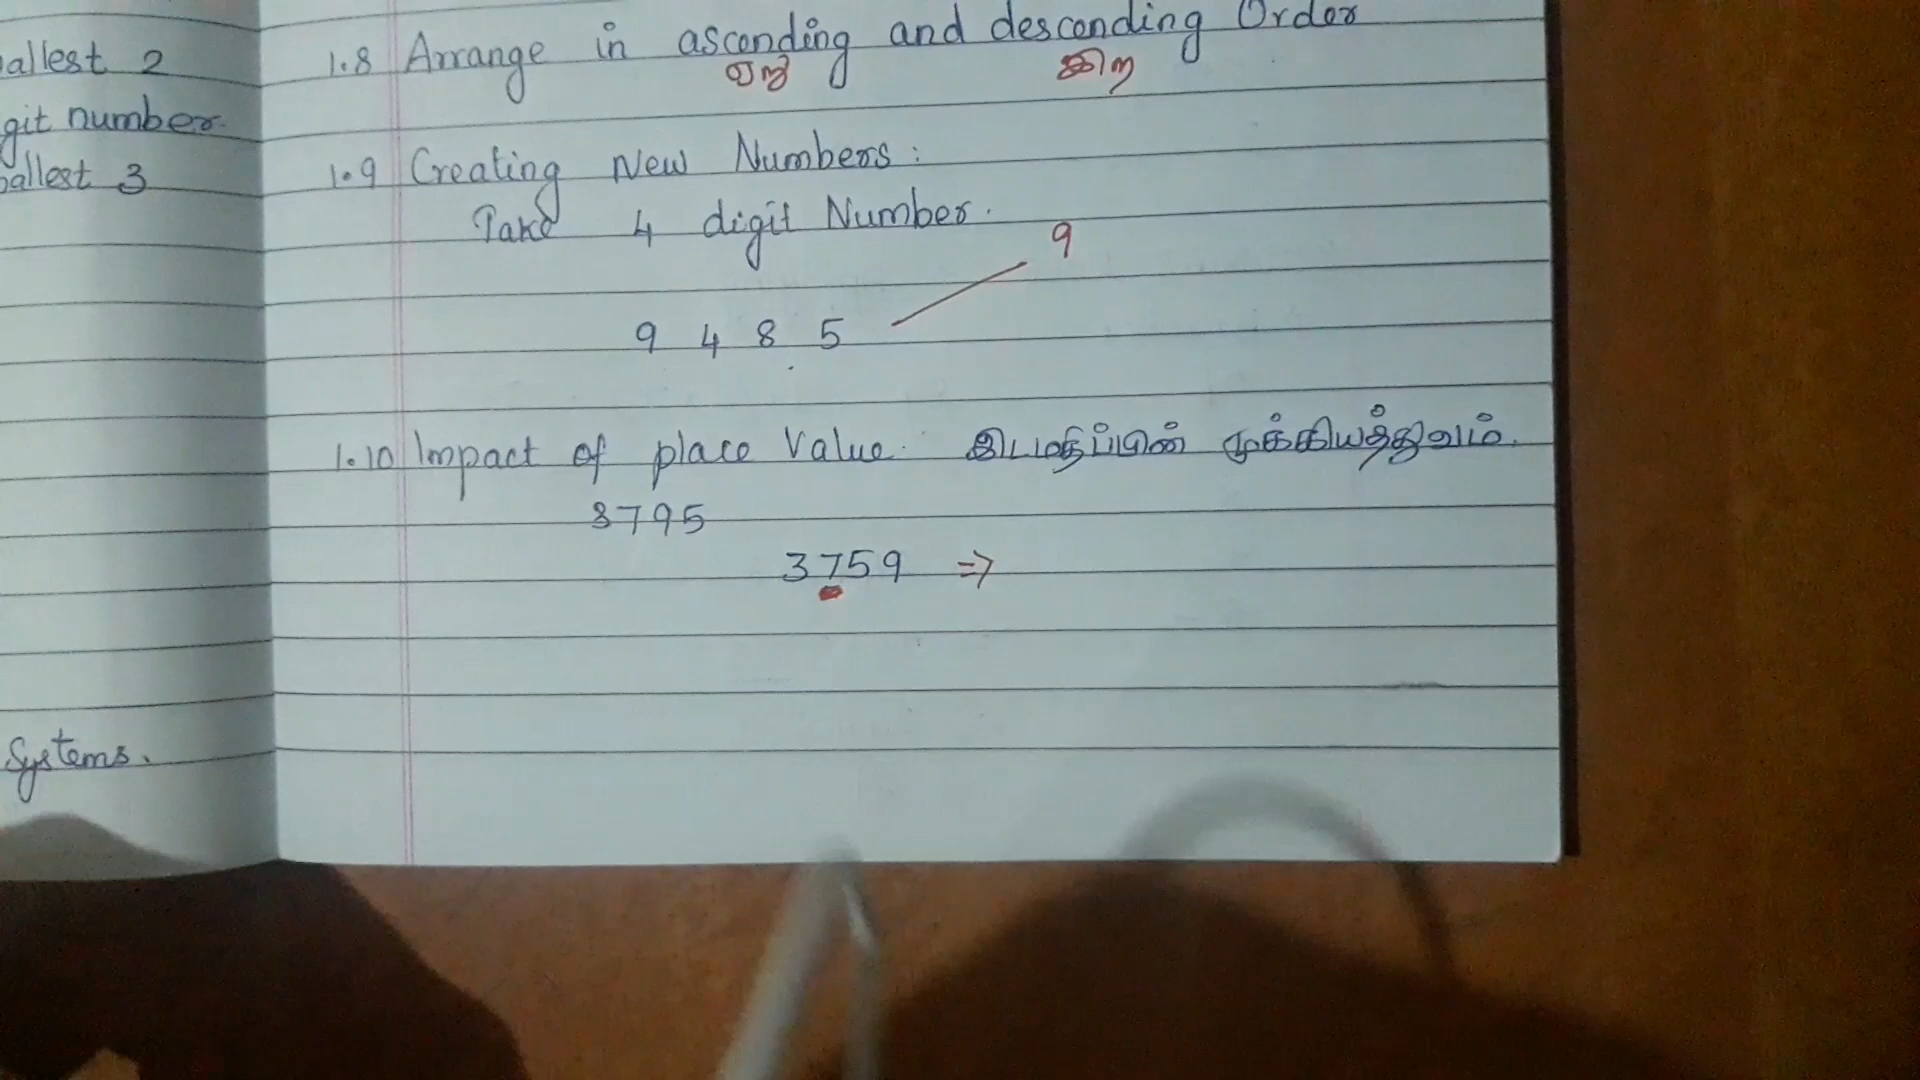 allest 2
git number.
allest 3
Systems.
1.8 Arrange in ascending and descending Order
ஏறு இற
1.9 Creating New Numbers:
Take 4 digit Number.
9
9 4 8 5
1.10 Impact of place Value. இடமதிப்பின் முக்கியத்துவம்.
3795
3759 ⇒